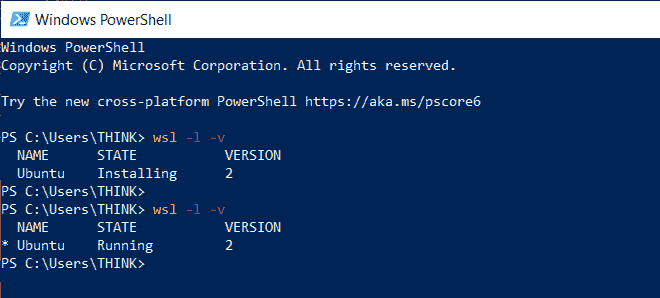 Windows PowerShell
Windows PowerShell
Copyright (C) Microsoft Corporation. All rights reserved.
Try the new cross-platform PowerShell https://aka.ms/pscore6
PS C:\Users\THINK> wsl -l -v
  NAME      STATE           VERSION
  Ubuntu    Installing      2
PS C:\Users\THINK>
PS C:\Users\THINK> wsl -l -v
  NAME      STATE           VERSION
* Ubuntu    Running         2
PS C:\Users\THINK>